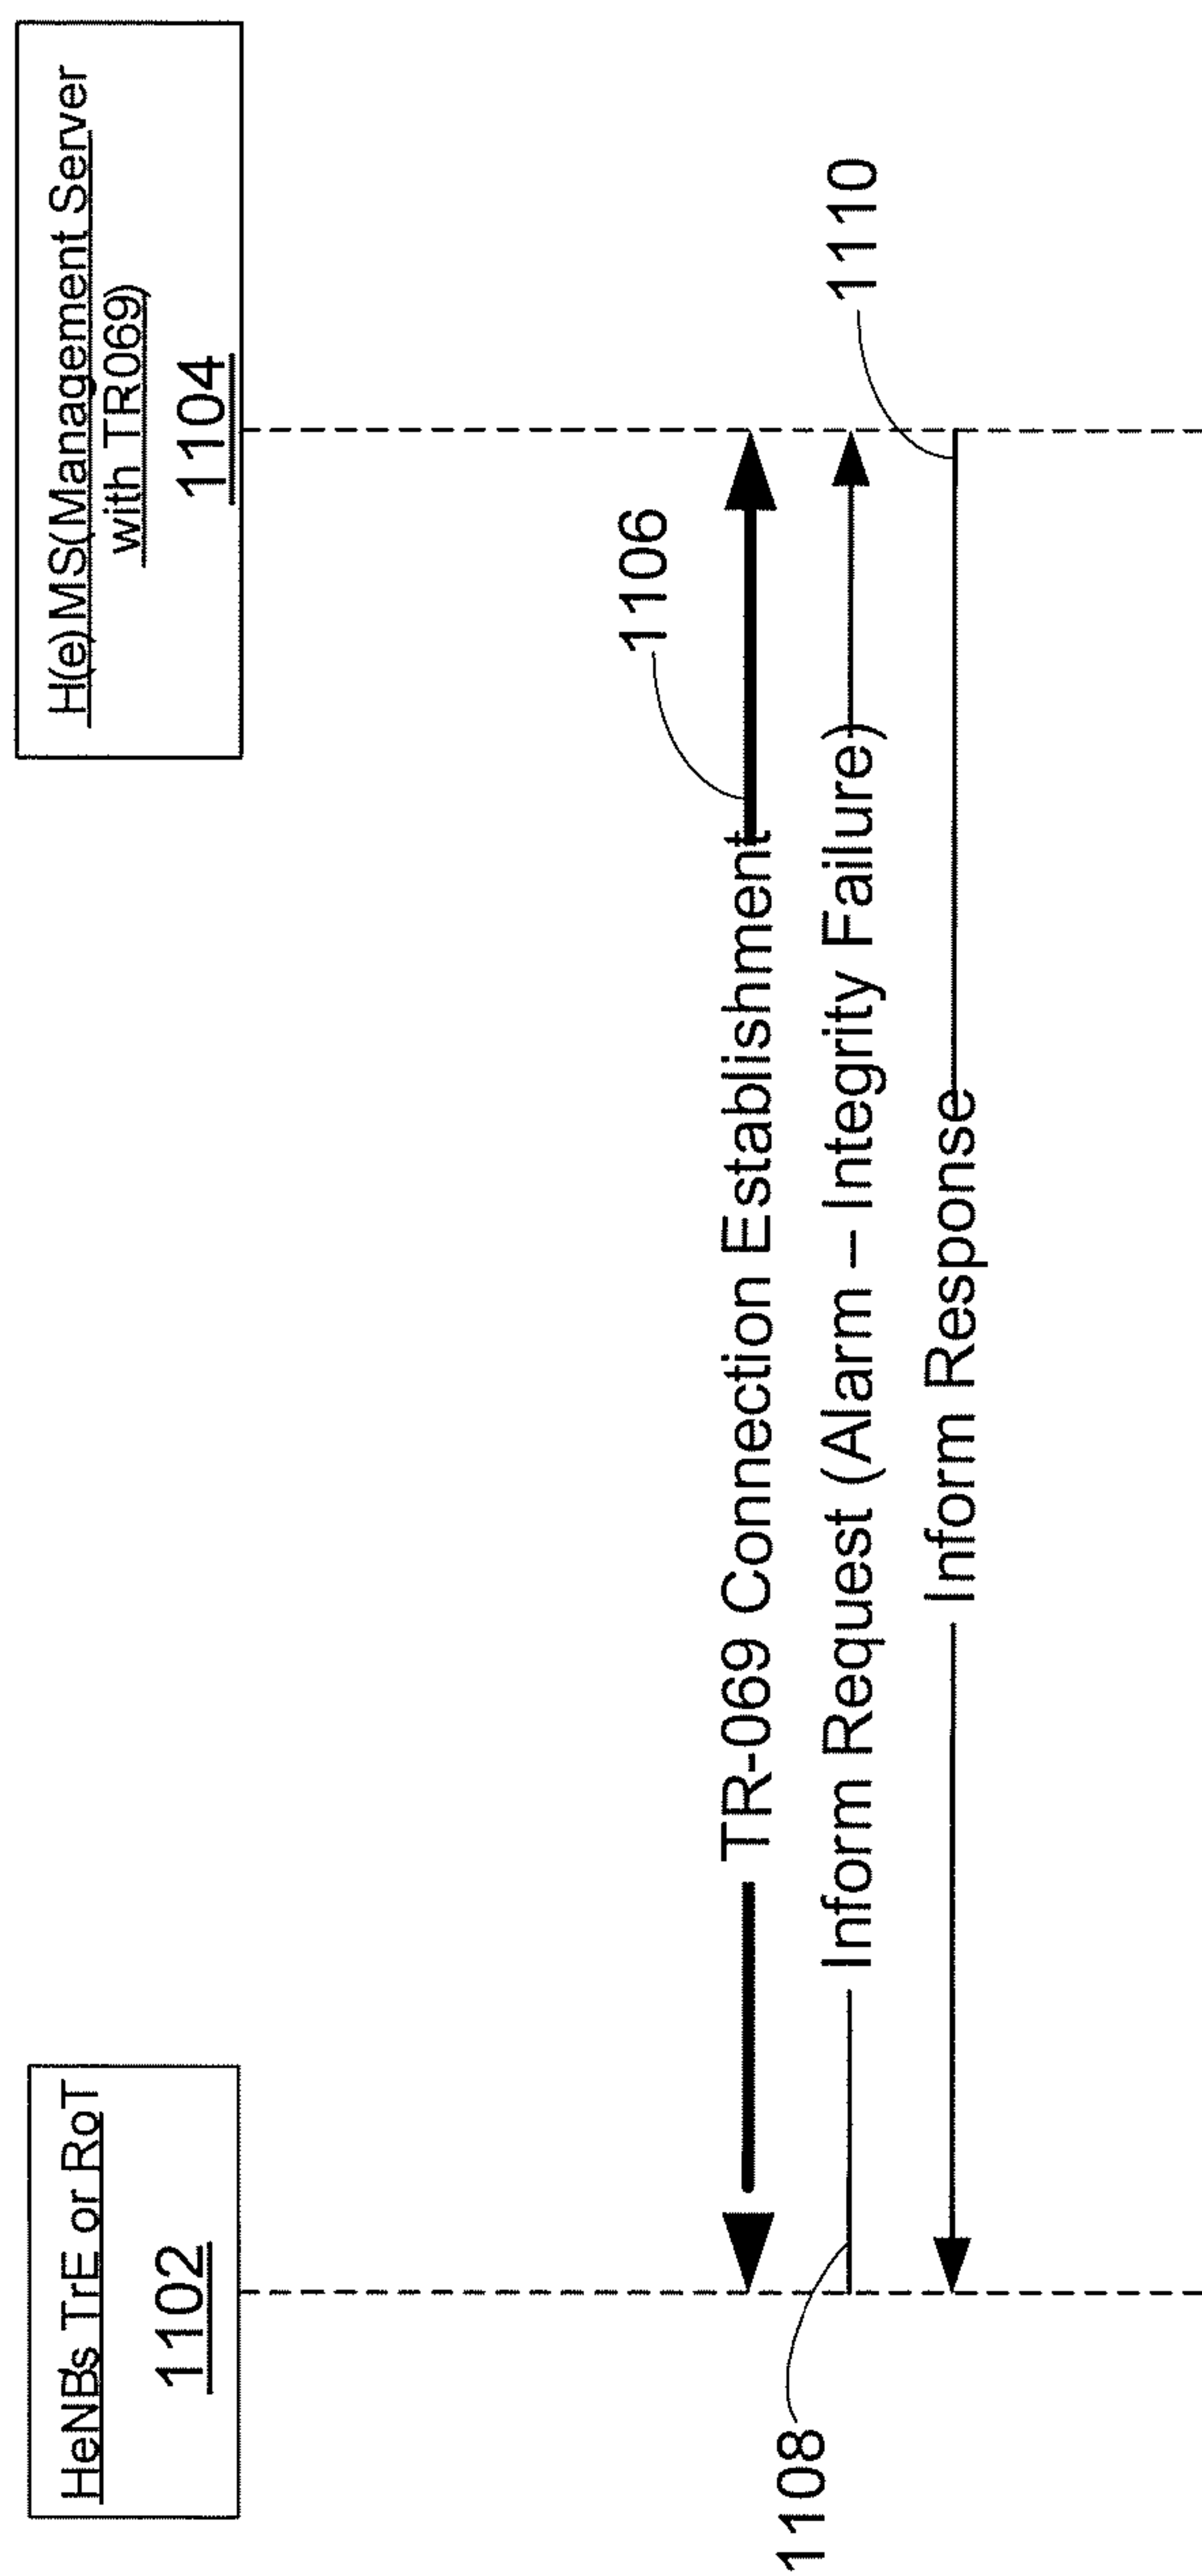 HeNB's TrE or RoT
1102
H(e)MS(Management Server
with TR069)
1104
1106
TR-069 Connection Establishment
1108
Inform Request (Alarm – Integrity Failure)
1110
Inform Response